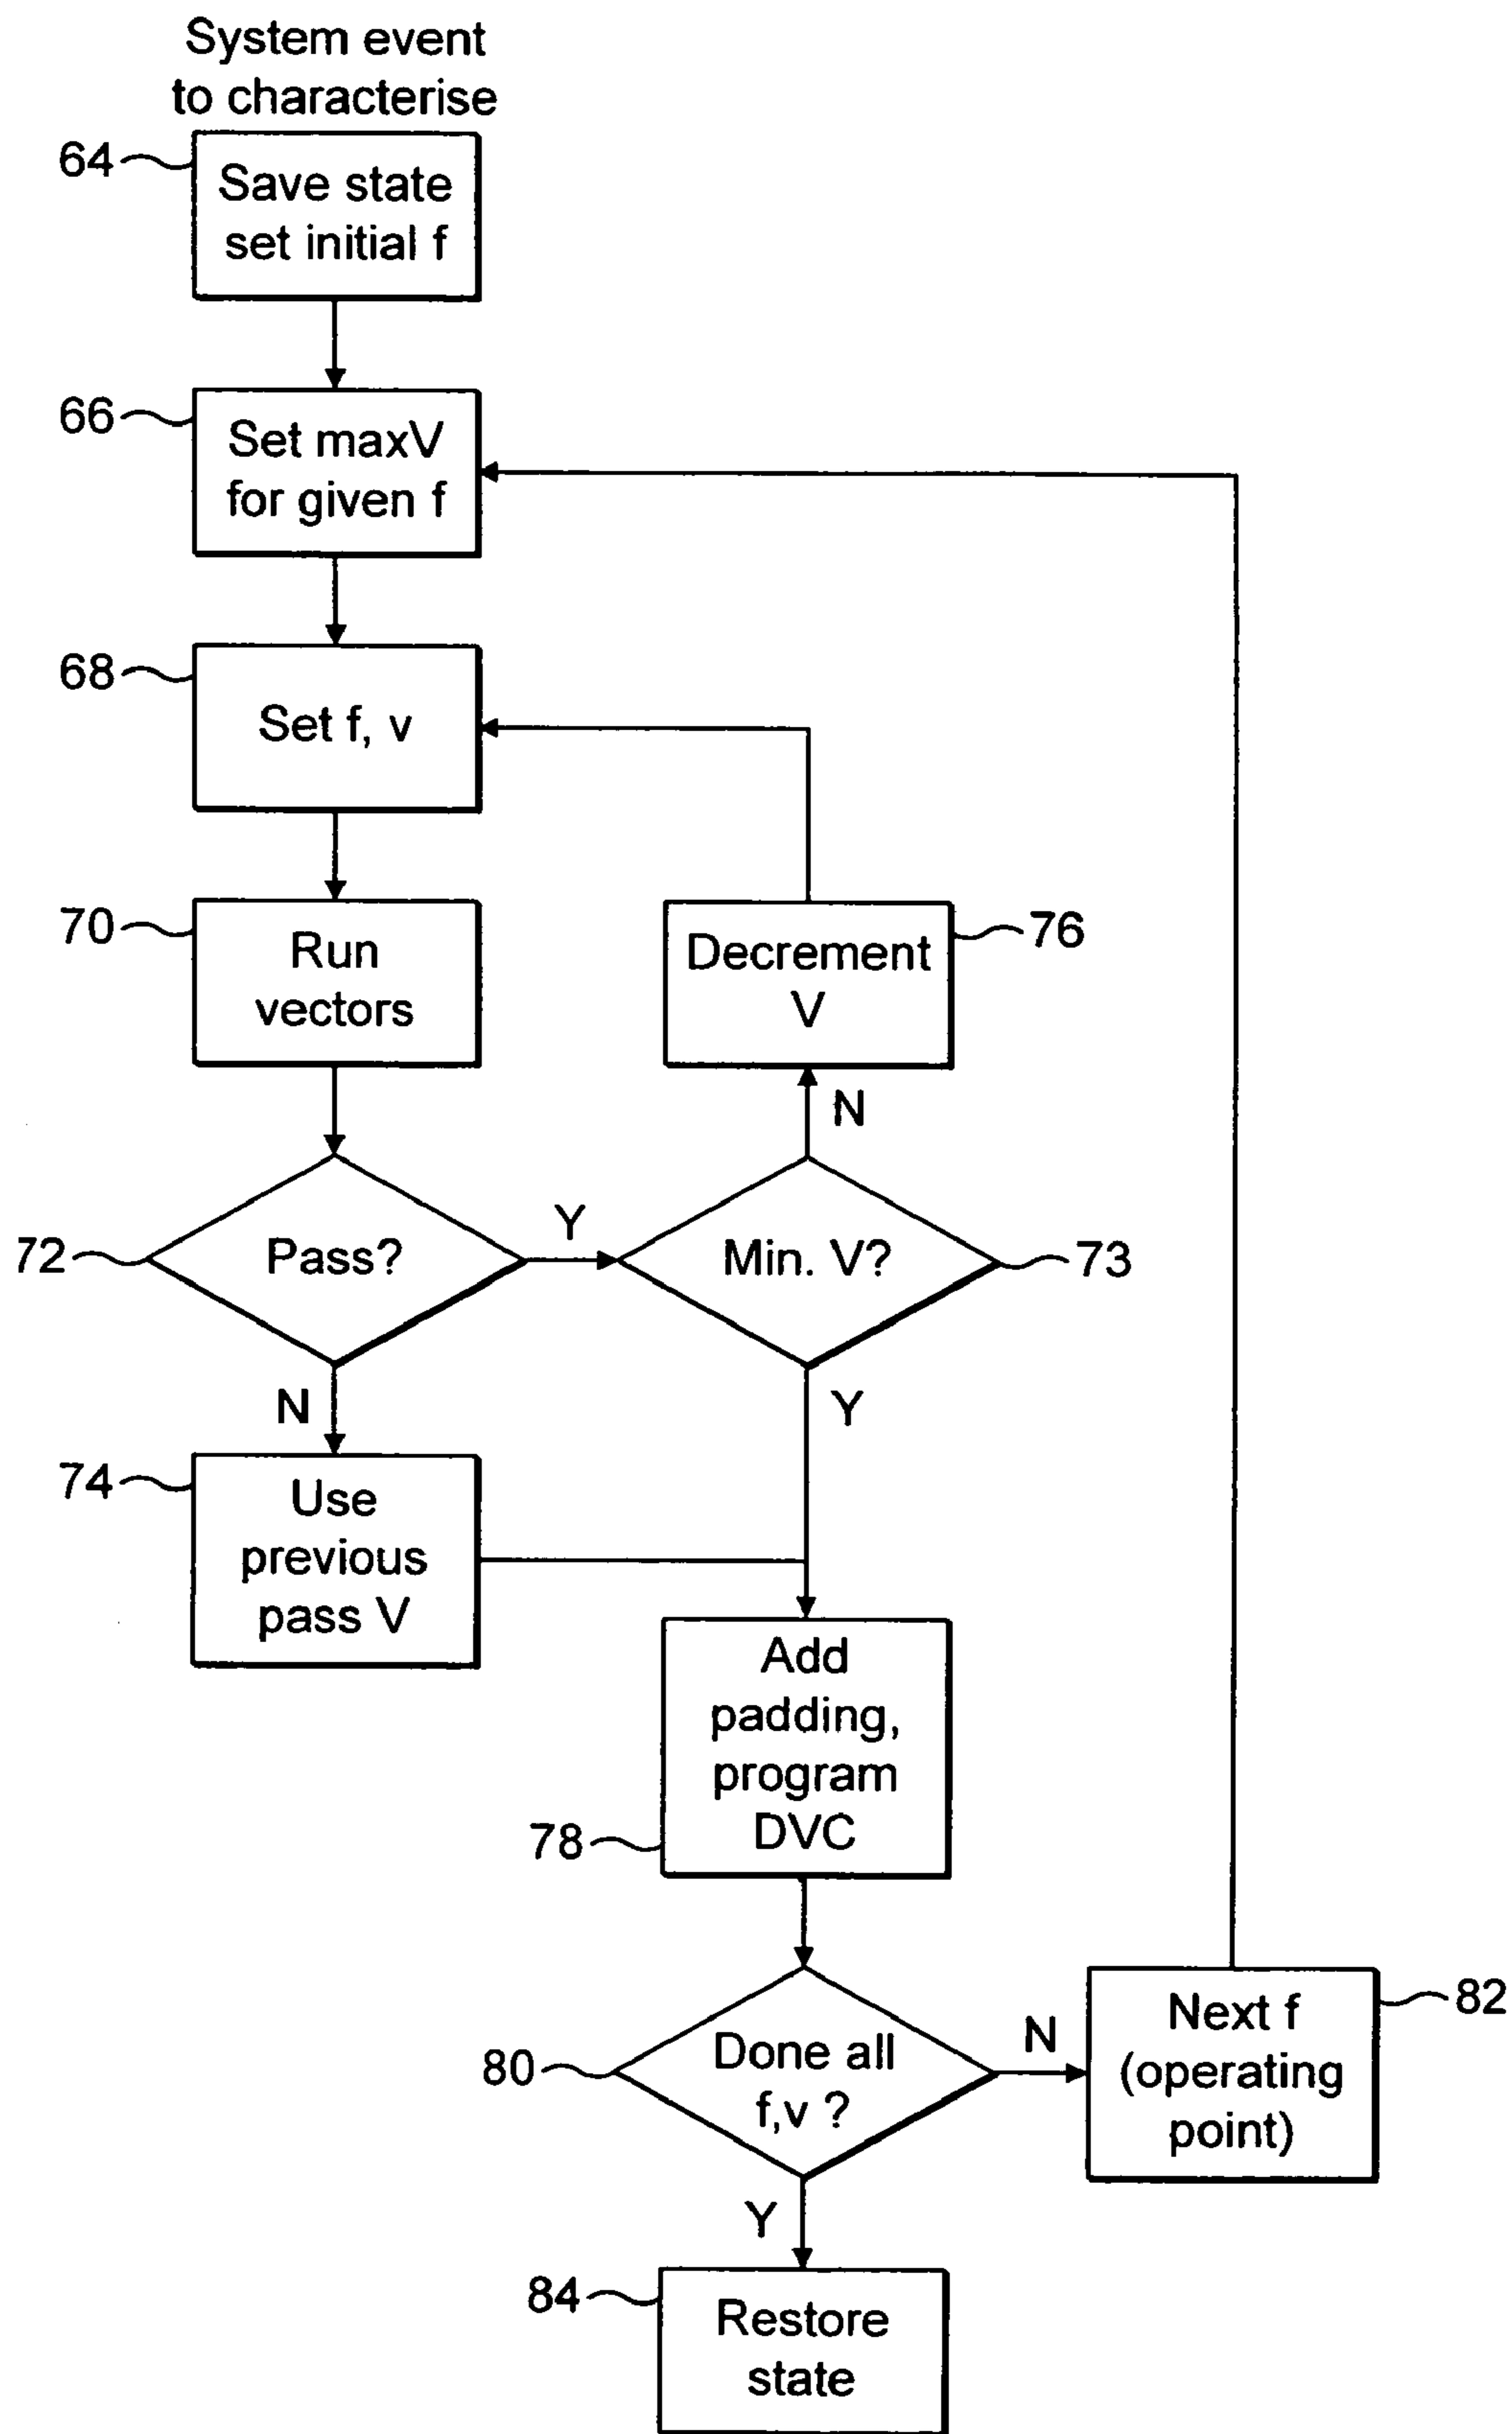 System event
to characterise
64
Save state
set initial f
66
Set maxV
for given f
68
Set f, v
70
Run
vectors
Decrement
V
76
N
72
Pass?
Y
Min. V?
73
N
Y
74
Use
previous
pass V
Add
padding,
program
DVC
78
80
Done all
f,v ?
N
Next f
(operating
point)
82
Y
84
Restore
state